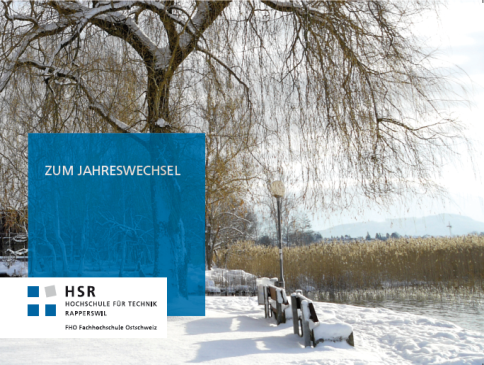 ZUM JAHRESWECHSEL
HSR
HOCHSCHULE FÜR TECHNIK
RAPPERSWIL
FHO Fachhochschule Ostschweiz